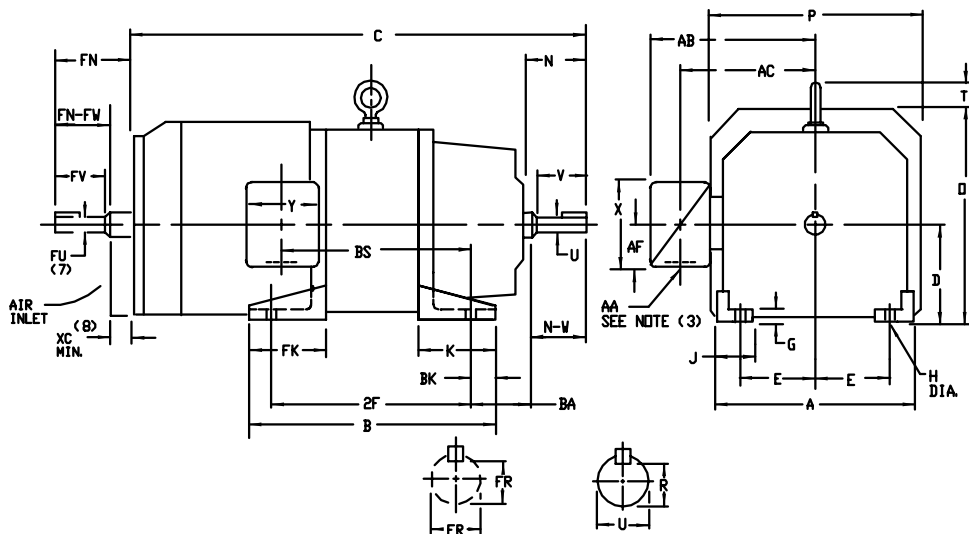 C
P
FN
N
AB
AC
T
FN-FW
FV
V
Y
X
O
BS
AF
U
D
FU
(7)
AIR
INLET
AA
SEE NOTE (3)
(8)
XC
MIN.
N-W
G
FK
K
J
H
DIA.
BK
E
E
2F
BA
A
B
FR
R
FR
U